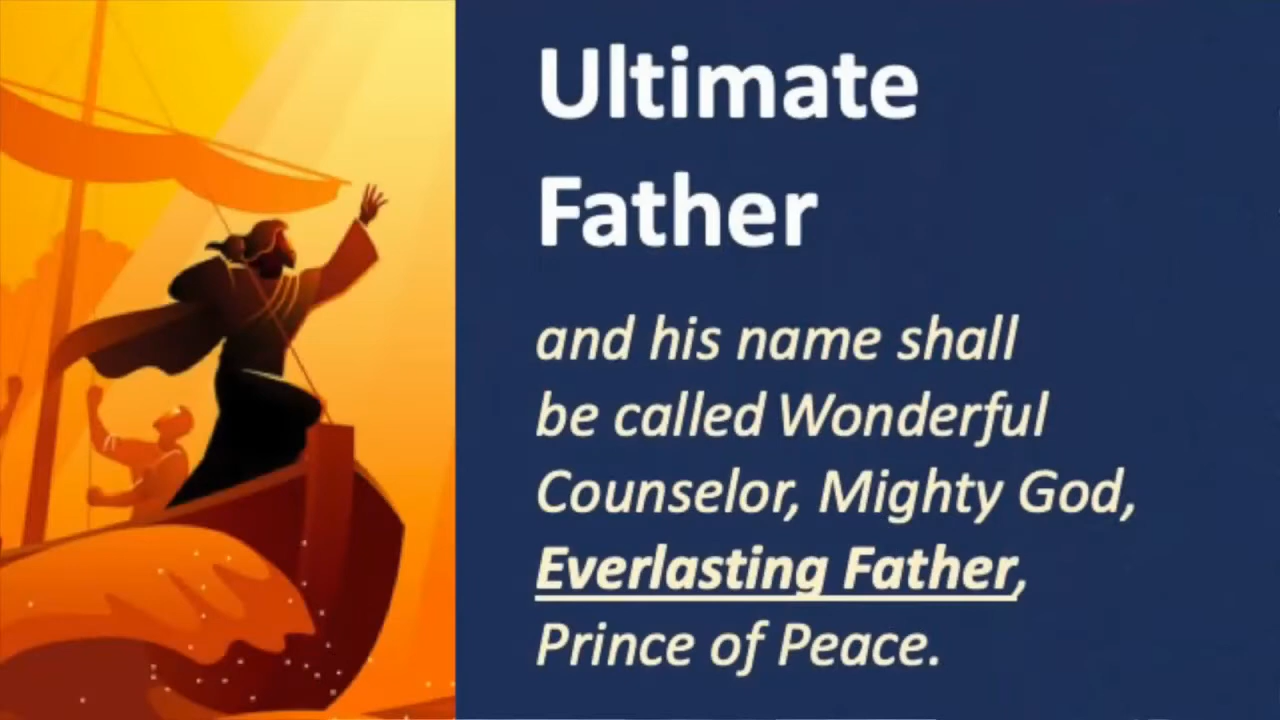 Ultimate
Father
and his name shall
be called Wonderful
Counselor, Mighty God,
Everlasting Father,
Prince of Peace.